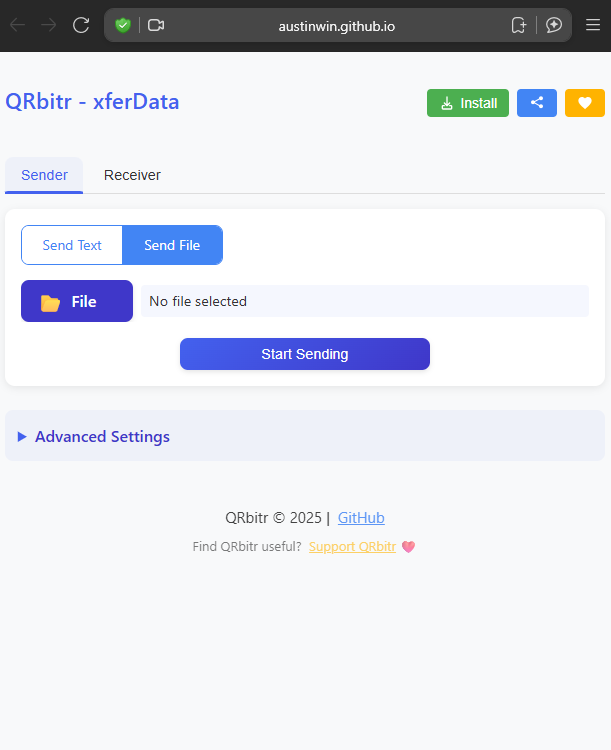 austinwin.github.io
QRbitr - xferData
Install
Sender
Receiver
Send Text
Send File
File
No file selected
Start Sending
Advanced Settings
QRbitr © 2025 | GitHub
Find QRbitr useful? Support QRbitr